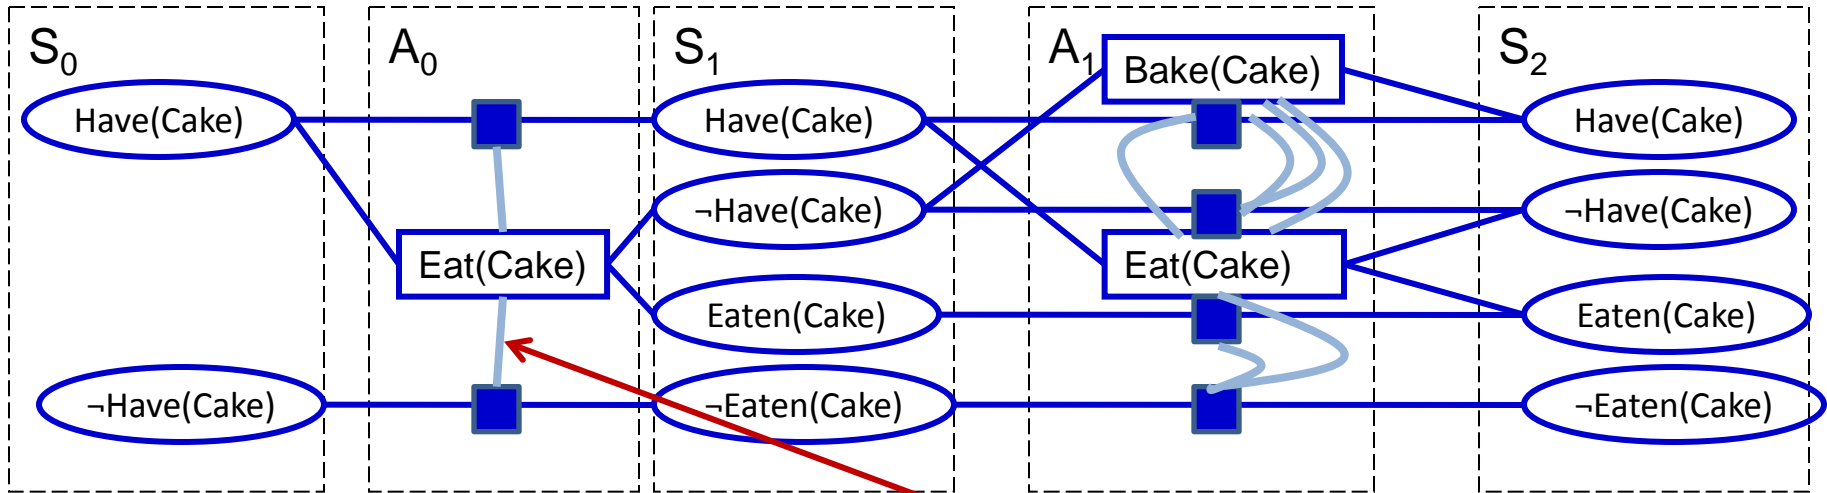 S0
A0
S1
A1
S2
Have(Cake)
¬Have(Cake)
Eat(Cake)
Have(Cake)
¬Have(Cake)
Eaten(Cake)
¬Eaten(Cake)
Bake(Cake)
Eat(Cake)
Have(Cake)
¬Have(Cake)
Eaten(Cake)
¬Eaten(Cake)